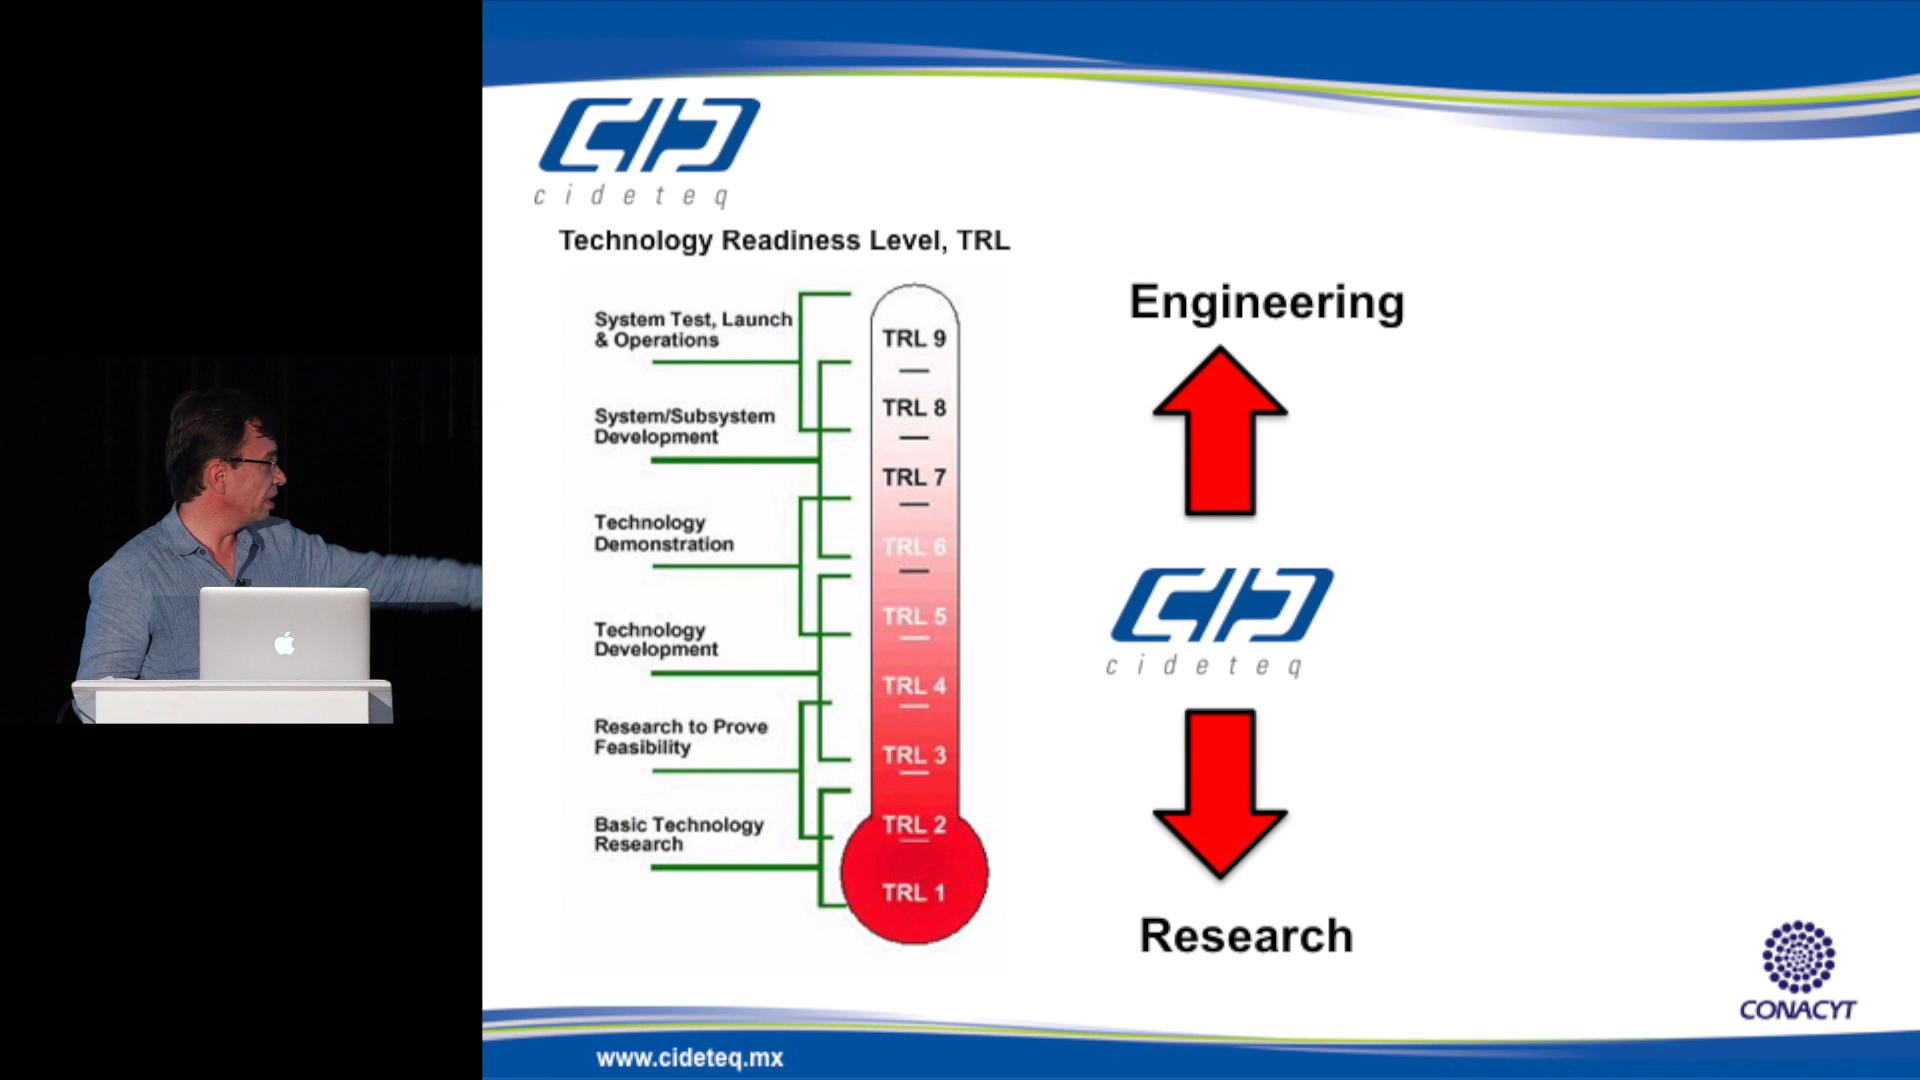 cideteq
Technology Readiness Level, TRL
System Test, Launch
& Operations
System/Subsystem
Development
Technology
Demonstration
Technology
Development
Research to Prove
Feasibility
Basic Technology
Research
TRL 9
TRL 8
TRL 7
TRL 6
TRL 5
TRL 4
TRL 3
TRL 2
TRL 1
Engineering
cideteq
Research
CONACYT
www.cideteq.mx